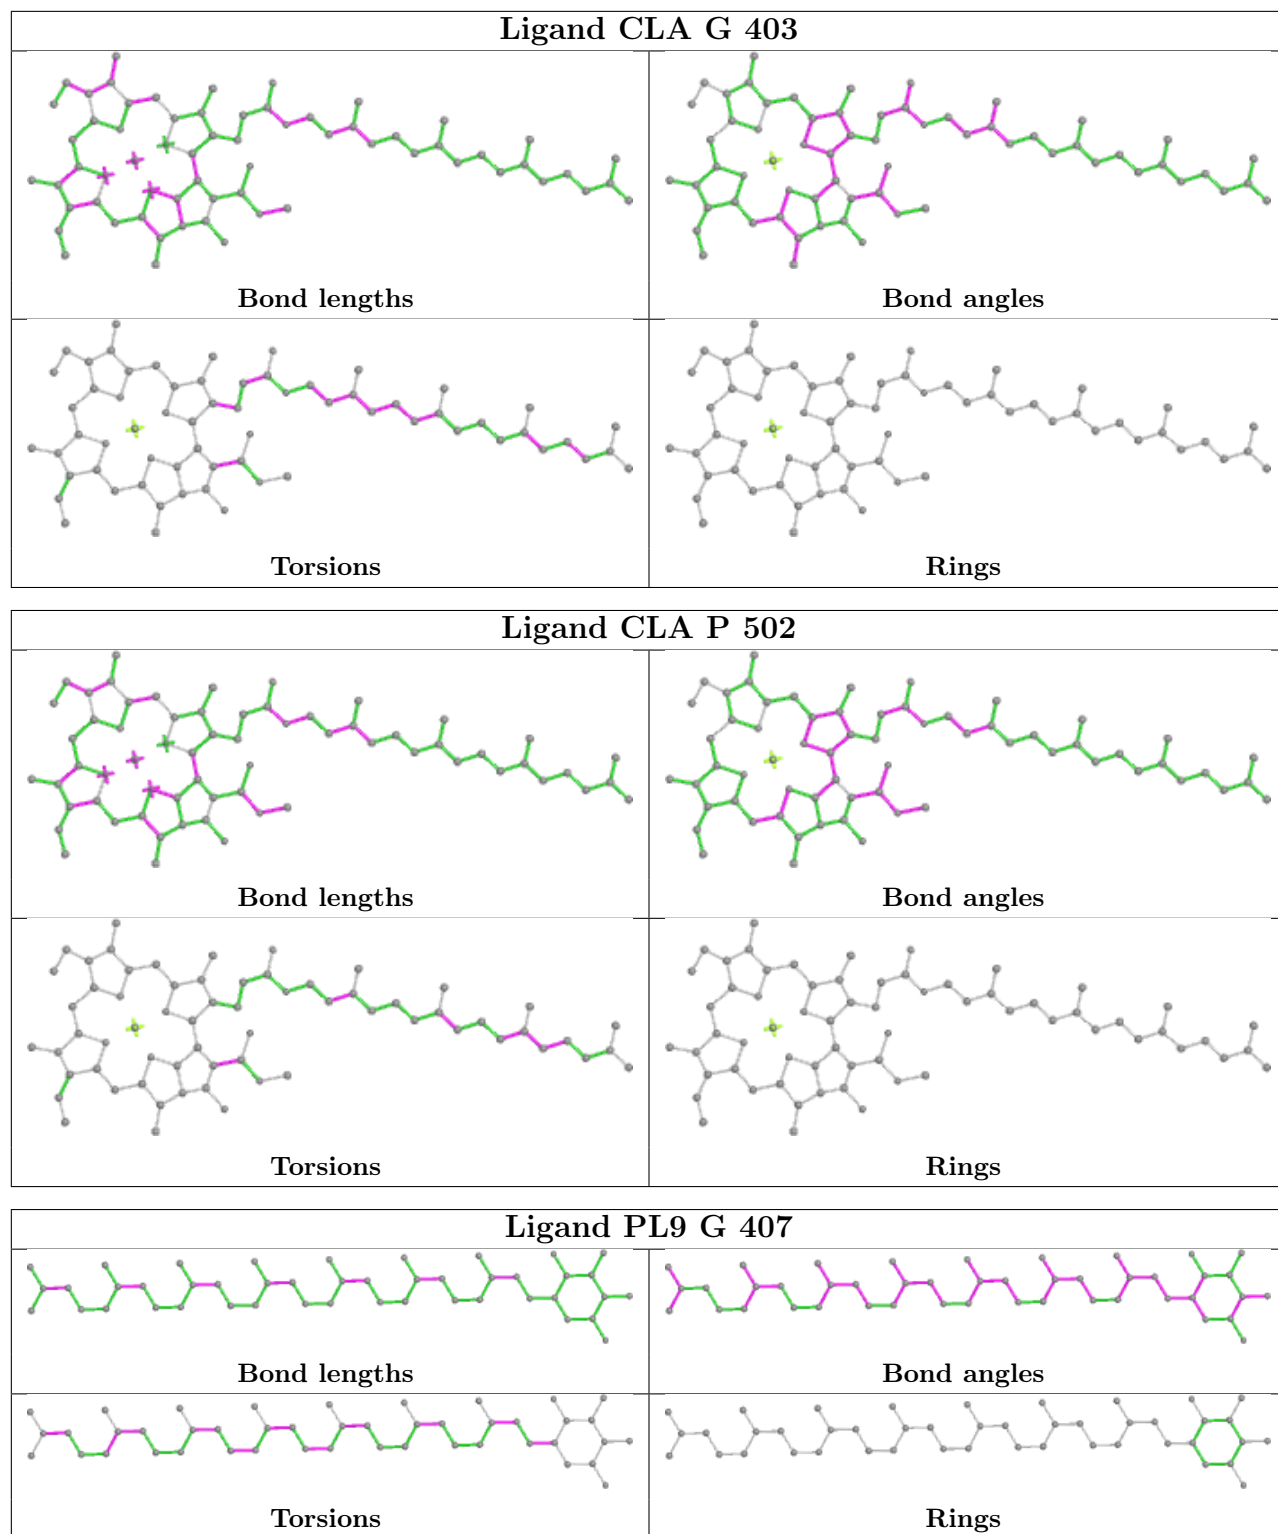 Ligand CLA G 403
Bond lengths
Bond angles
Torsions
Rings
Ligand CLA P 502
Bond lengths
Bond angles
Torsions
Rings
Ligand PL9 G 407
Bond lengths
Bond angles
Torsions
Rings